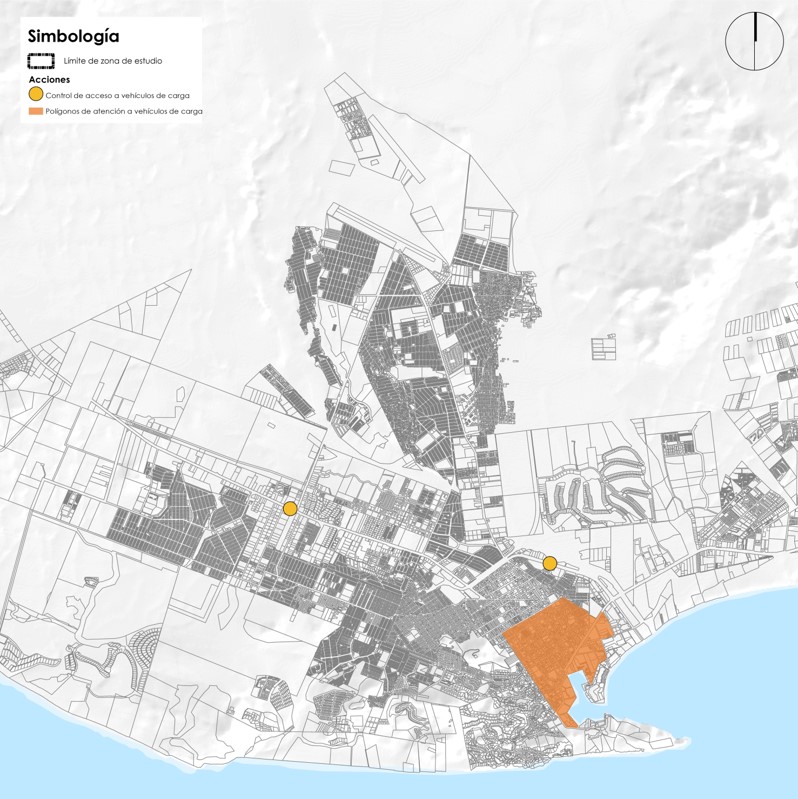 Simbología
Límite de zona de estudio
Acciones
Control de acceso a vehículos de carga
Polígonos de atención a vehículos de carga